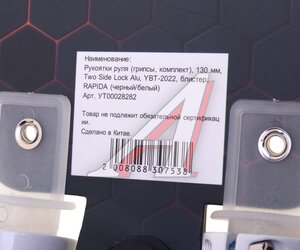 Наименование:
Рукоятки руля (грипсы, комплект), 130 мм,
Two Side Lock Alu, YBT-2022, блистер,
RAPIDA (черный/белый)
Арт. УТ00028282
Товар не подлежит обязательной сертификац
ии.
Сделано в Китае.
2 008088 307538